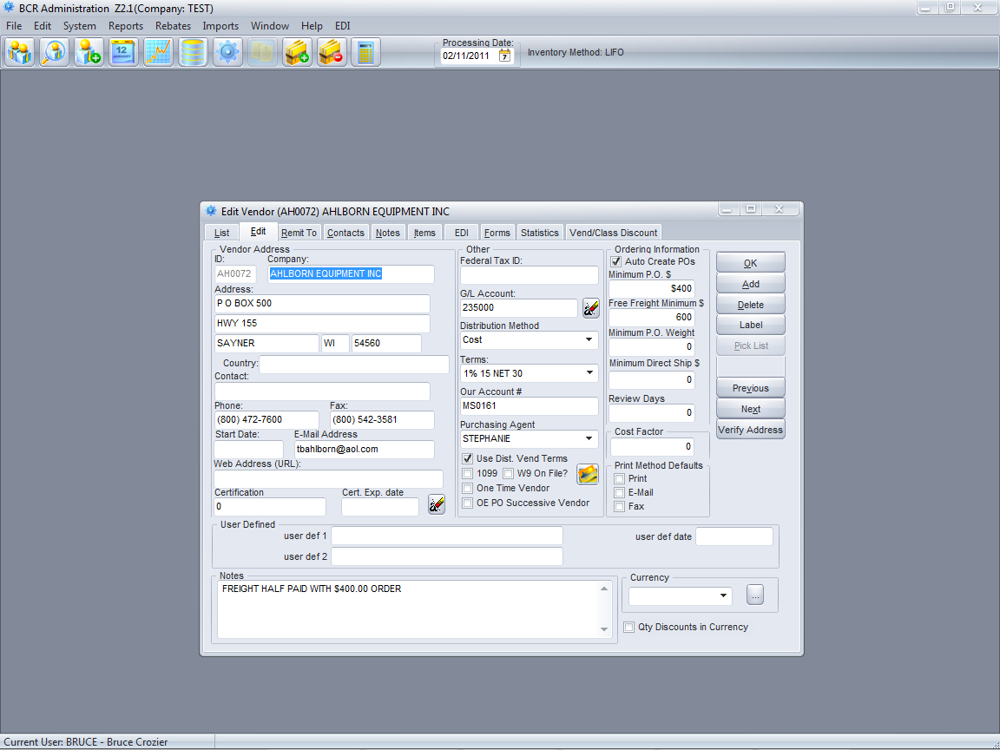 BCR Administration Z2.1(Company: TEST)
File Edit System Reports Rebates Imports Window Help EDI
12
Processing Date:
02/11/2011 7
Inventory Method: LIFO
Edit Vendor (AH0072) AHLBORN EQUIPMENT INC
List Edit Remit To Contacts Notes Items EDI Forms Statistics Vend/Class Discount
Vendor Address
ID: Company:
AH0072 AHLBORN EQUIPMENT INC
Address:
P O BOX 500
HWY 155
SAYNER WI 54560
Country:
Contact:
Phone: Fax:
(800) 472-7600 (800) 542-3581
Start Date: E-Mail Address
tbahlborn@aol.com
Web Address (URL):
Certification Cert. Exp. date
0
Other
Federal Tax ID:
G/L Account:
235000
Distribution Method
Cost
Terms:
1% 15 NET 30
Our Account #
MS0161
Purchasing Agent
STEPHANIE
Use Dist. Vend Terms
1099 W9 On File?
One Time Vendor
OE PO Successive Vendor
Ordering Information
Auto Create POs
Minimum P.O. $
$400
Free Freight Minimum $
600
Minimum P.O. Weight
0
Minimum Direct Ship $
0
Review Days
0
Cost Factor
0
Print Method Defaults
Print
E-Mail
Fax
OK
Add
Delete
Label
Pick List
Previous
Next
Verify Address
User Defined
user def 1
user def date
user def 2
Notes
FREIGHT HALF PAID WITH $400.00 ORDER
Currency
...
Qty Discounts in Currency
Current User: BRUCE - Bruce Crozier